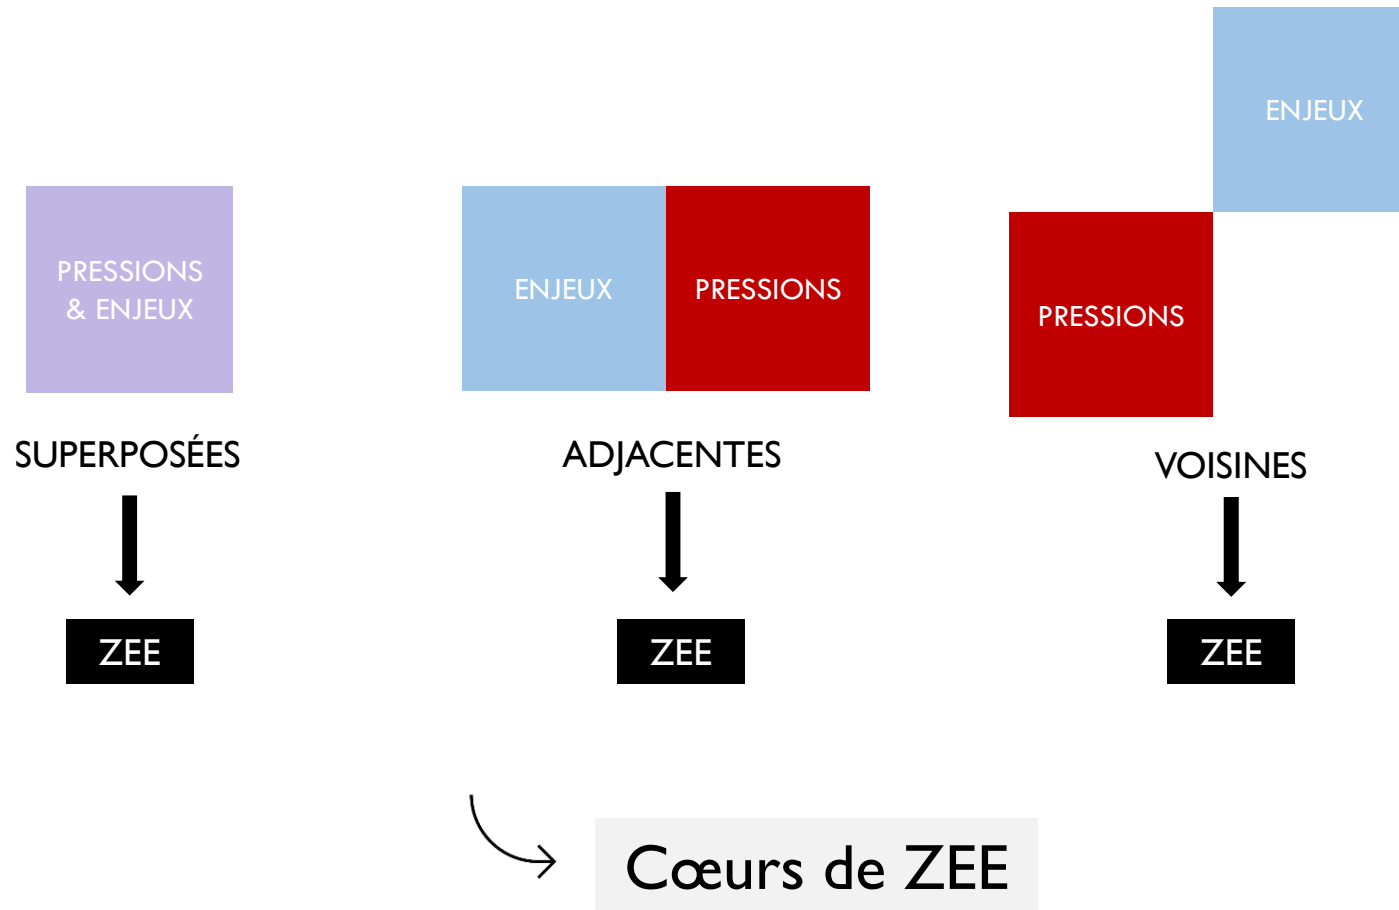 ENJEUX
PRESSIONS
& ENJEUX
ENJEUX
PRESSIONS
PRESSIONS
SUPERPOSÉES
ADJACENTES
VOISINES
ZEE
ZEE
ZEE
Cœurs de ZEE